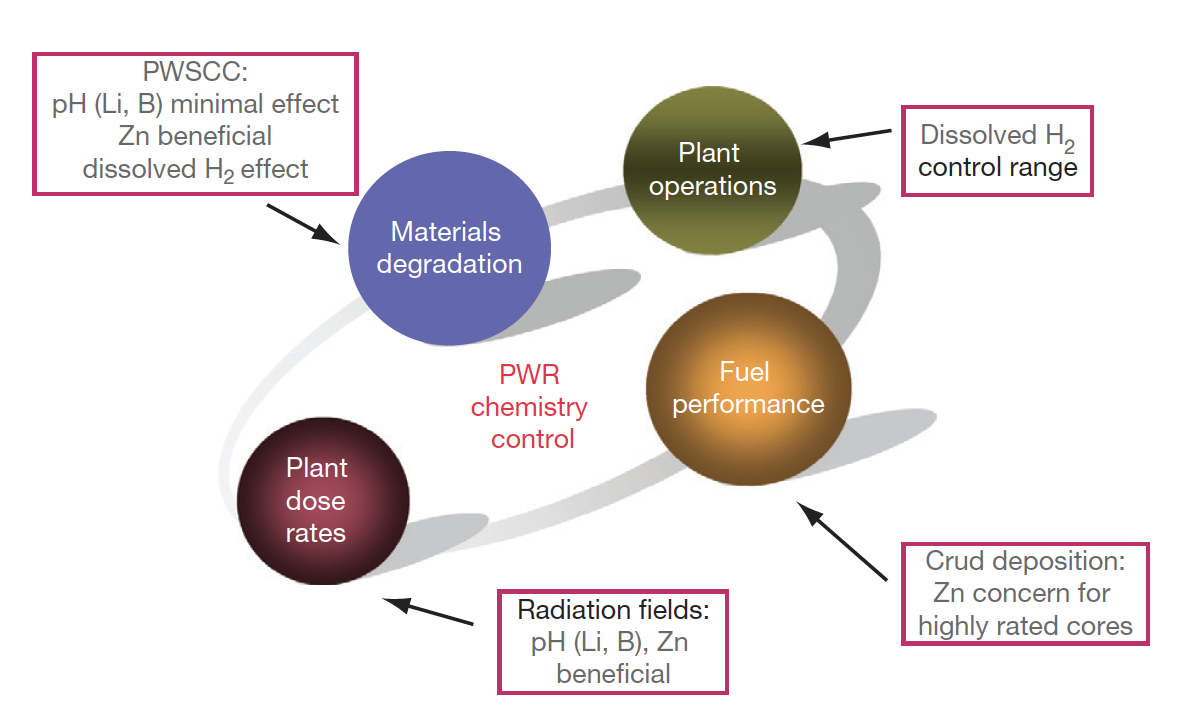 PWSCC:
pH (Li, B) minimal effect
Zn beneficial
dissolved H₂ effect
Plant
operations
Dissolved H₂
control range
Materials
degradation
PWR
chemistry
control
Fuel
performance
Plant
dose
rates
Radiation fields:
pH (Li, B), Zn
beneficial
Crud deposition:
Zn concern for
highly rated cores